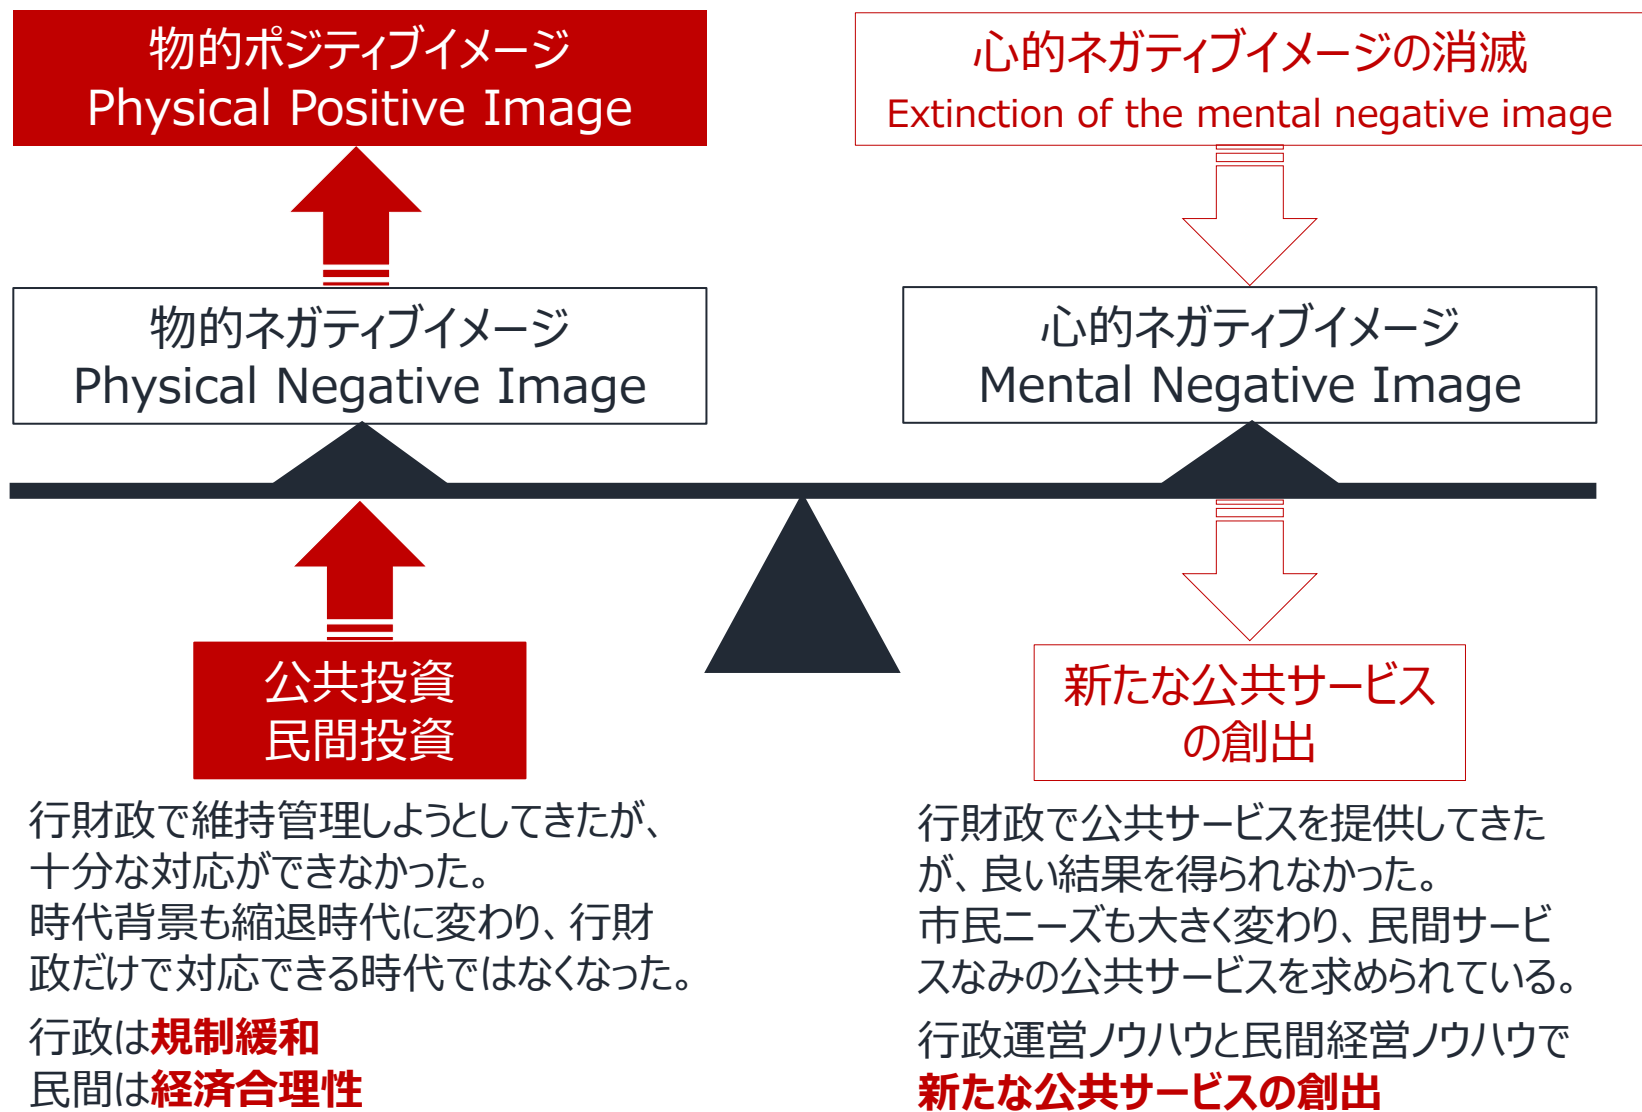 物的ポジティブイメージ
Physical Positive Image
心的ネガティブイメージの消滅
Extinction of the mental negative image
物的ネガティブイメージ
Physical Negative Image
心的ネガティブイメージ
Mental Negative Image
公共投資
民間投資
新たな公共サービス
の創出
行財政で維持管理しようとしてきたが、
十分な対応ができなかった。
時代背景も縮退時代に変わり、行財
政だけで対応できる時代ではなくなった。
行政は規制緩和
民間は経済合理性
行財政で公共サービスを提供してきた
が、良い結果を得られなかった。
市民ニーズも大きく変わり、民間サービ
スなみの公共サービスを求められている。
行政運営ノウハウと民間経営ノウハウで
新たな公共サービスの創出